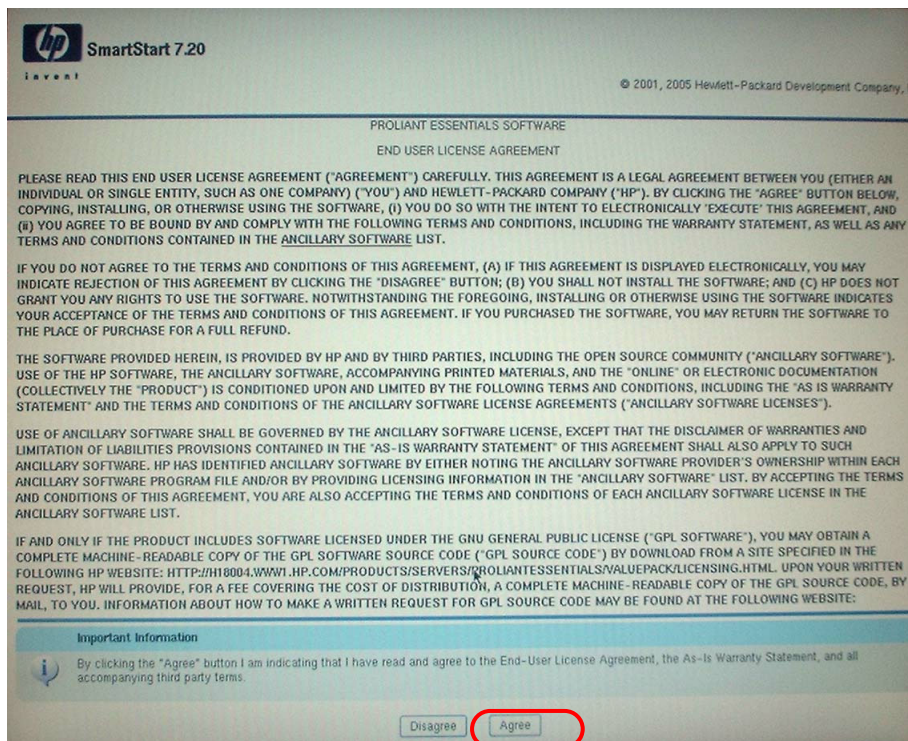 hp
invent
SmartStart 7.20
© 2001, 2005 Hewlett-Packard Development Company,
PROLIANT ESSENTIALS SOFTWARE
END USER LICENSE AGREEMENT
PLEASE READ THIS END USER LICENSE AGREEMENT ("AGREEMENT") CAREFULLY. THIS AGREEMENT IS A LEGAL AGREEMENT BETWEEN YOU (EITHER AN
INDIVIDUAL OR SINGLE ENTITY, SUCH AS ONE COMPANY) ("YOU") AND HEWLETT-PACKARD COMPANY ("HP"). BY CLICKING THE "AGREE" BUTTON BELOW,
COPYING, INSTALLING, OR OTHERWISE USING THE SOFTWARE, (i) YOU DO SO WITH THE INTENT TO ELECTRONICALLY 'EXECUTE' THIS AGREEMENT, AND
(ii) YOU AGREE TO BE BOUND BY AND COMPLY WITH THE FOLLOWING TERMS AND CONDITIONS, INCLUDING THE WARRANTY STATEMENT, AS WELL AS ANY
TERMS AND CONDITIONS CONTAINED IN THE ANCILLARY SOFTWARE LIST.
IF YOU DO NOT AGREE TO THE TERMS AND CONDITIONS OF THIS AGREEMENT, (A) IF THIS AGREEMENT IS DISPLAYED ELECTRONICALLY, YOU MAY
INDICATE REJECTION OF THIS AGREEMENT BY CLICKING THE "DISAGREE" BUTTON; (B) YOU SHALL NOT INSTALL THE SOFTWARE; AND (C) HP DOES NOT
GRANT YOU ANY RIGHTS TO USE THE SOFTWARE. NOTWITHSTANDING THE FOREGOING, INSTALLING OR OTHERWISE USING THE SOFTWARE INDICATES
YOUR ACCEPTANCE OF THE TERMS AND CONDITIONS OF THIS AGREEMENT. IF YOU PURCHASED THE SOFTWARE, YOU MAY RETURN THE SOFTWARE TO
THE PLACE OF PURCHASE FOR A FULL REFUND.
THE SOFTWARE PROVIDED HEREIN, IS PROVIDED BY HP AND BY THIRD PARTIES, INCLUDING THE OPEN SOURCE COMMUNITY ("ANCILLARY SOFTWARE").
USE OF THE HP SOFTWARE, THE ANCILLARY SOFTWARE, ACCOMPANYING PRINTED MATERIALS, AND THE "ONLINE" OR ELECTRONIC DOCUMENTATION
(COLLECTIVELY THE "PRODUCT") IS CONDITIONED UPON AND LIMITED BY THE FOLLOWING TERMS AND CONDITIONS, INCLUDING THE "AS IS WARRANTY
STATEMENT" AND THE TERMS AND CONDITIONS OF THE ANCILLARY SOFTWARE LICENSE AGREEMENTS ("ANCILLARY SOFTWARE LICENSES").
USE OF ANCILLARY SOFTWARE SHALL BE GOVERNED BY THE ANCILLARY SOFTWARE LICENSE, EXCEPT THAT THE DISCLAIMER OF WARRANTIES AND
LIMITATION OF LIABILITIES PROVISIONS CONTAINED IN THE "AS-IS WARRANTY STATEMENT" OF THIS AGREEMENT SHALL ALSO APPLY TO SUCH
ANCILLARY SOFTWARE. HP HAS IDENTIFIED ANCILLARY SOFTWARE BY EITHER NOTING THE ANCILLARY SOFTWARE PROVIDER'S OWNERSHIP WITHIN EACH
ANCILLARY SOFTWARE PROGRAM FILE AND/OR BY PROVIDING LICENSING INFORMATION IN THE "ANCILLARY SOFTWARE" LIST. BY ACCEPTING THE TERMS
AND CONDITIONS OF THIS AGREEMENT, YOU ARE ALSO ACCEPTING THE TERMS AND CONDITIONS OF EACH ANCILLARY SOFTWARE LICENSE IN THE
ANCILLARY SOFTWARE LIST.
IF AND ONLY IF THE PRODUCT INCLUDES SOFTWARE LICENSED UNDER THE GNU GENERAL PUBLIC LICENSE ("GPL SOFTWARE"), YOU MAY OBTAIN A
COMPLETE MACHINE-READABLE COPY OF THE GPL SOFTWARE SOURCE CODE ("GPL SOURCE CODE") BY DOWNLOAD FROM A SITE SPECIFIED IN THE
FOLLOWING HP WEBSITE: HTTP://H18004.WWW1.HP.COM/PRODUCTS/SERVERS/PROLIANTESSENTIALS/VALUEPACK/LICENSING.HTML. UPON YOUR WRITTEN
REQUEST, HP WILL PROVIDE, FOR A FEE COVERING THE COST OF DISTRIBUTION, A COMPLETE MACHINE-READABLE COPY OF THE GPL SOURCE CODE, BY
MAIL, TO YOU. INFORMATION ABOUT HOW TO MAKE A WRITTEN REQUEST FOR GPL SOURCE CODE MAY BE FOUND AT THE FOLLOWING WEBSITE:
Important Information
By clicking the "Agree" button I am indicating that I have read and agree to the End-User License Agreement, the As-Is Warranty Statement, and all
accompanying third party terms.
Disagree
Agree